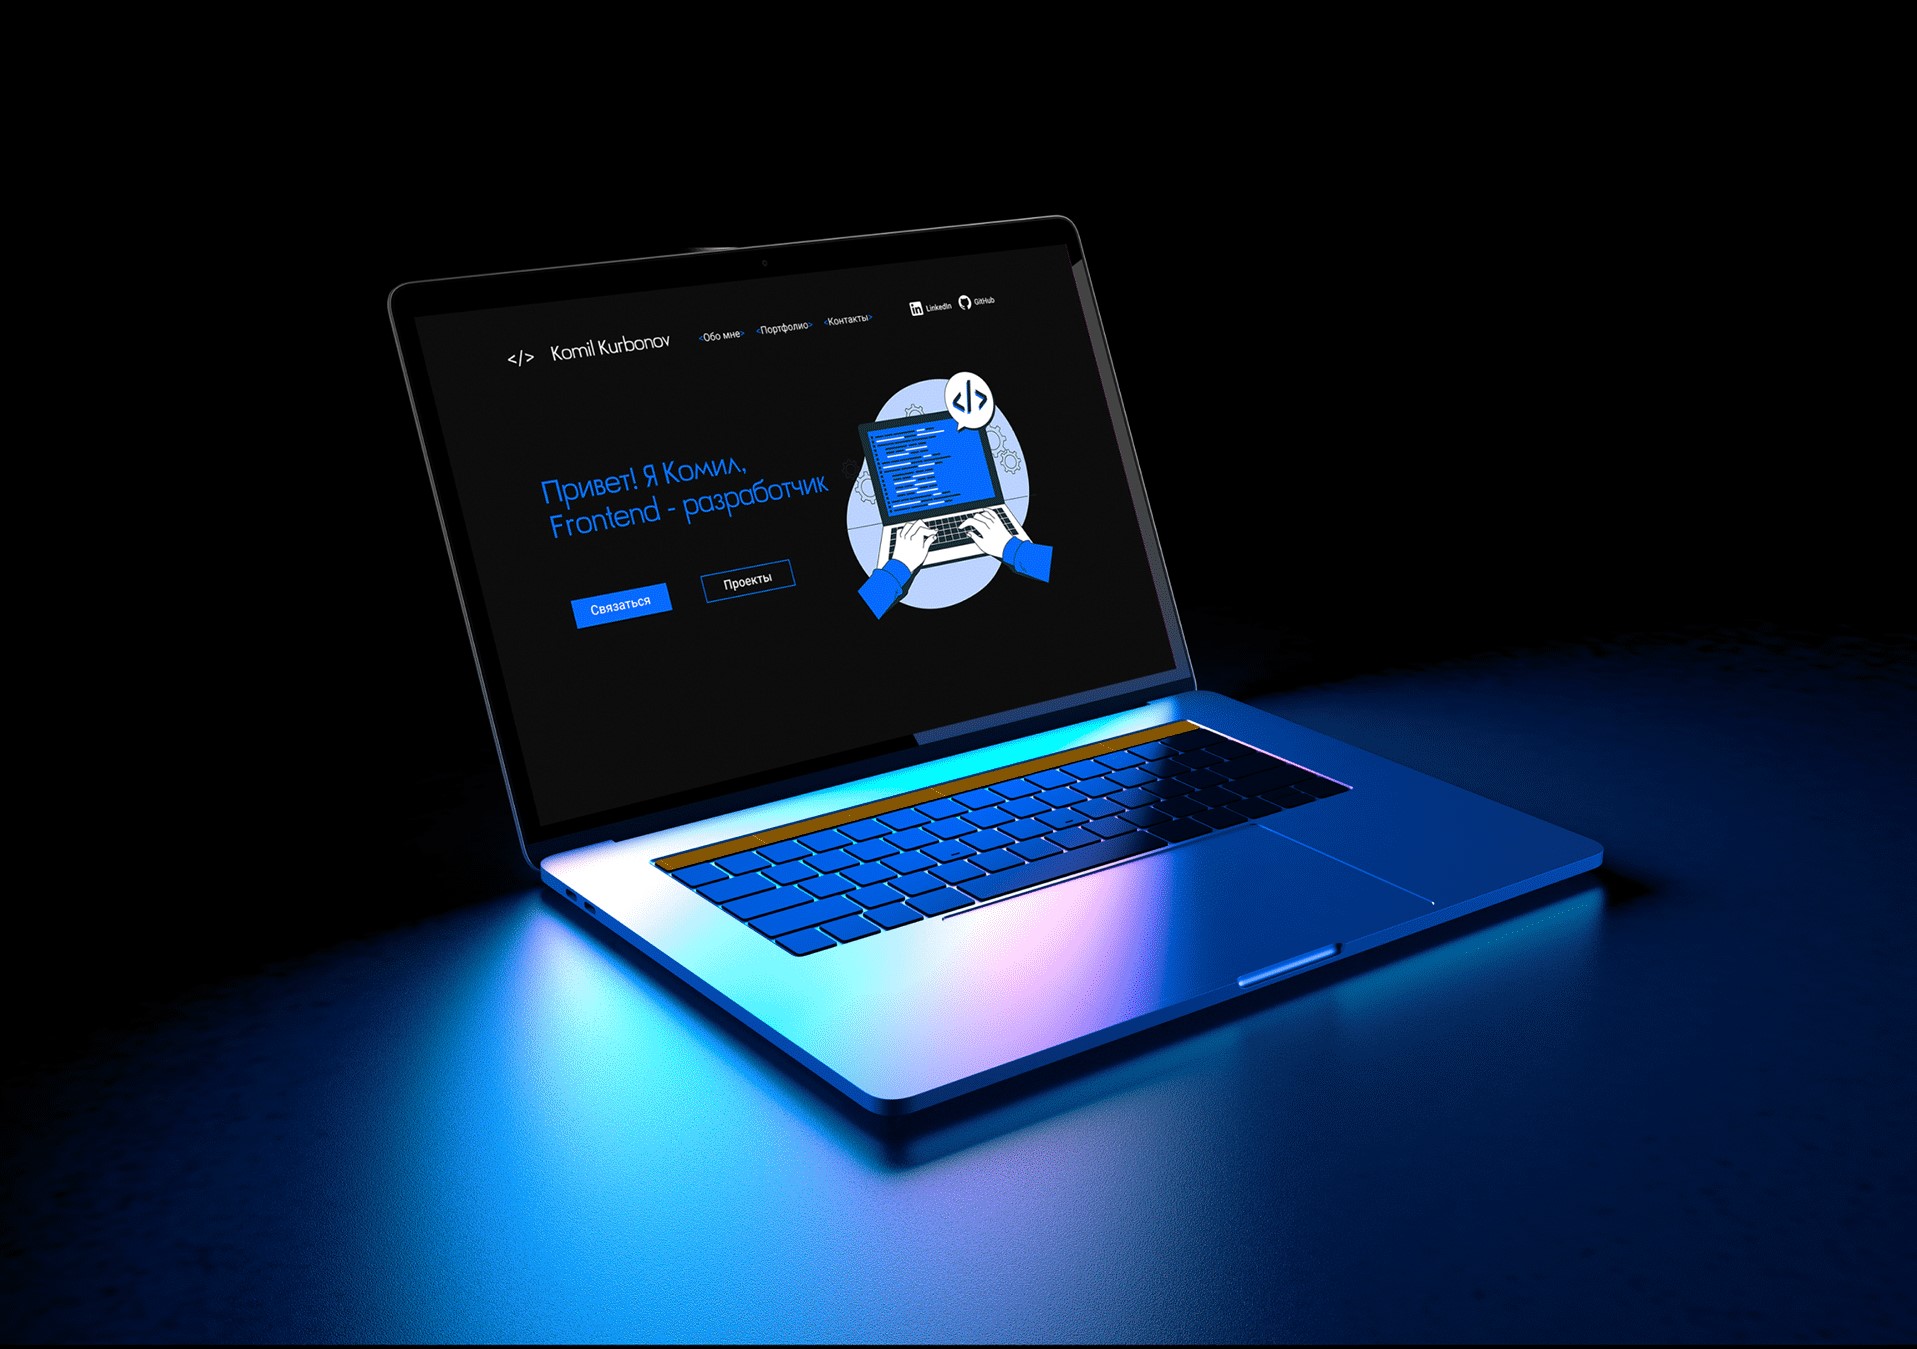 </> Komil Kurbonov
<Обо мне> <Портфолио> <Контакты>
LinkedIn GitHub
</>
Привет! Я Комил,
Frontend - разработчик
Связаться
Проекты